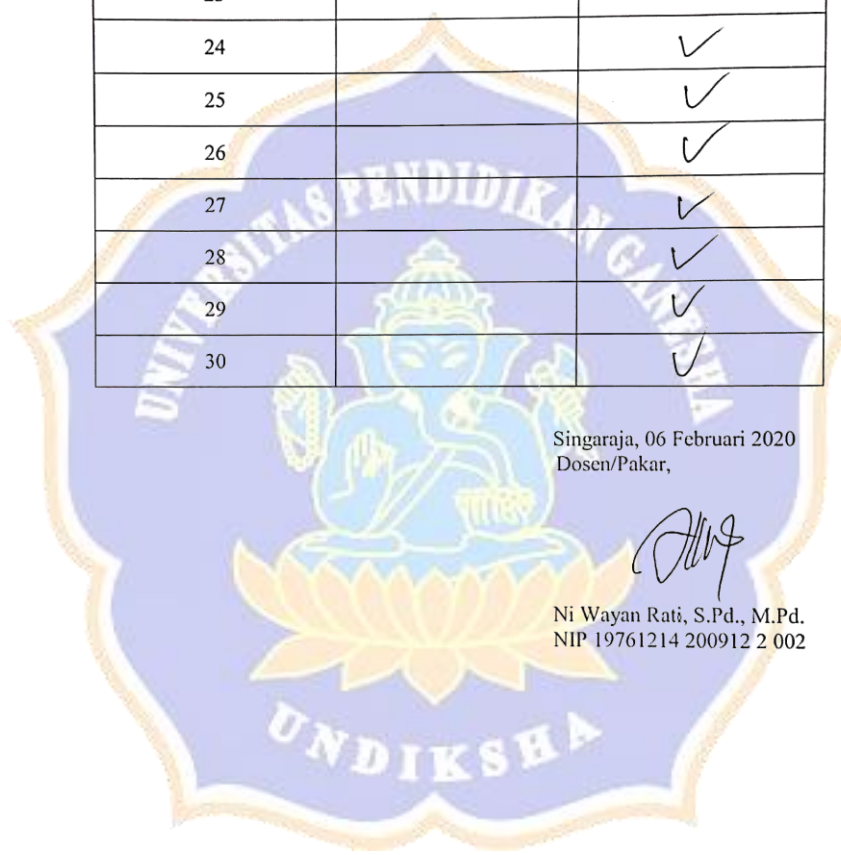 24 ✓
25 ✓
26 ✓
27 ✓
28 ✓
29 ✓
30 ✓
UNIVERSITAS PENDIDIKAN GANESHA
Singaraja, 06 Februari 2020
Dosen/Pakar,
Ni Wayan Rati, S.Pd., M.Pd.
NIP 19761214 200912 2 002
UNDIKSHA